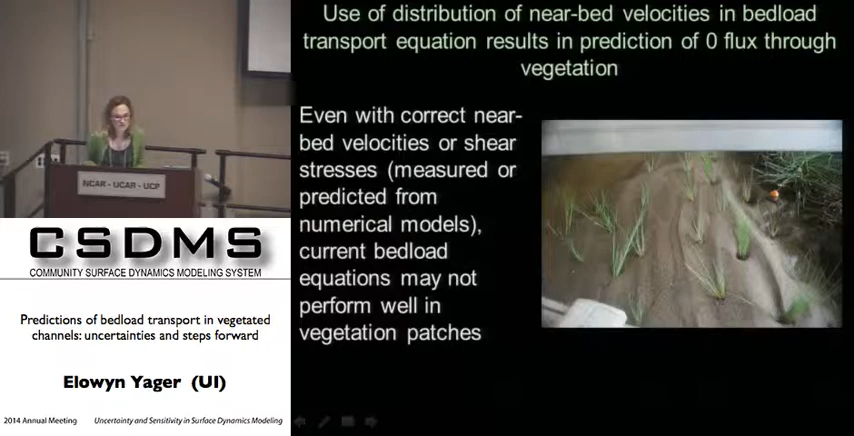 Use of distribution of near-bed velocities in bedload
transport equation results in prediction of 0 flux through
vegetation
Even with correct near-
bed velocities or shear
stresses (measured or
predicted from
numerical models),
current bedload
equations may not
perform well in
vegetation patches
NCAR - UCAR - UCP
CSDMS
COMMUNITY SURFACE DYNAMICS MODELING SYSTEM
Predictions of bedload transport in vegetated
channels: uncertainties and steps forward
Elowyn Yager (UI)
2014 Annual Meeting Uncertainty and Sensitivity in Surface Dynamics Modeling